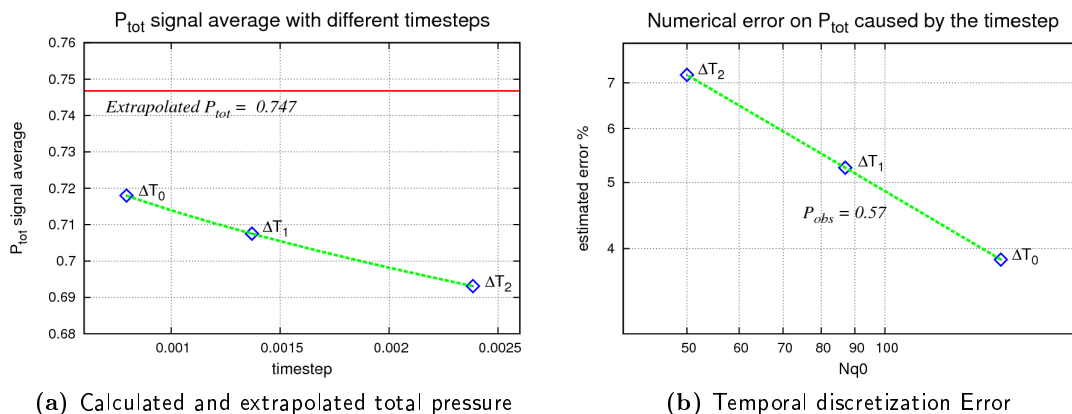 P_tot signal average with different timesteps
0.76
0.75
0.74
0.73
0.72
0.71
0.7
0.69
0.68
P_tot signal average
Extrapolated P_tot = 0.747
ΔT_0
ΔT_1
ΔT_2
0.001 0.0015 0.002 0.0025
timestep
(a) Calculated and extrapolated total pressure
Numerical error on P_tot caused by the timestep
7
6
5
4
estimated error %
ΔT_2
ΔT_1
P_obs = 0.57
ΔT_0
50 60 70 80 90 100
Nq0
(b) Temporal discretization Error